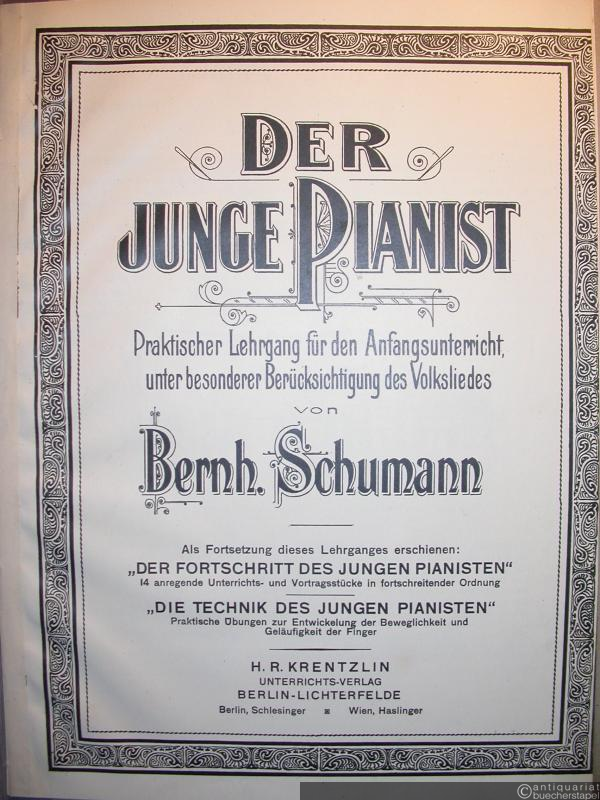 DER
JUNGE PIANIST
Praktischer Lehrgang für den Anfangsunterricht,
unter besonderer Berücksichtigung des Volksliedes
von
Bernh. Schumann
Als Fortsetzung dieses Lehrganges erschienen:
„DER FORTSCHRITT DES JUNGEN PIANISTEN“
14 anregende Unterrichts- und Vortragsstücke in fortschreitender Ordnung
„DIE TECHNIK DES JUNGEN PIANISTEN“
Praktische Übungen zur Entwickelung der Beweglichkeit und
Geläufigkeit der Finger
H. R. KRENTZLIN
UNTERRICHTS-VERLAG
BERLIN-LICHTERFELDE
Berlin, Schlesinger ※ Wien, Haslinger
©antiquariat
buecherstapel